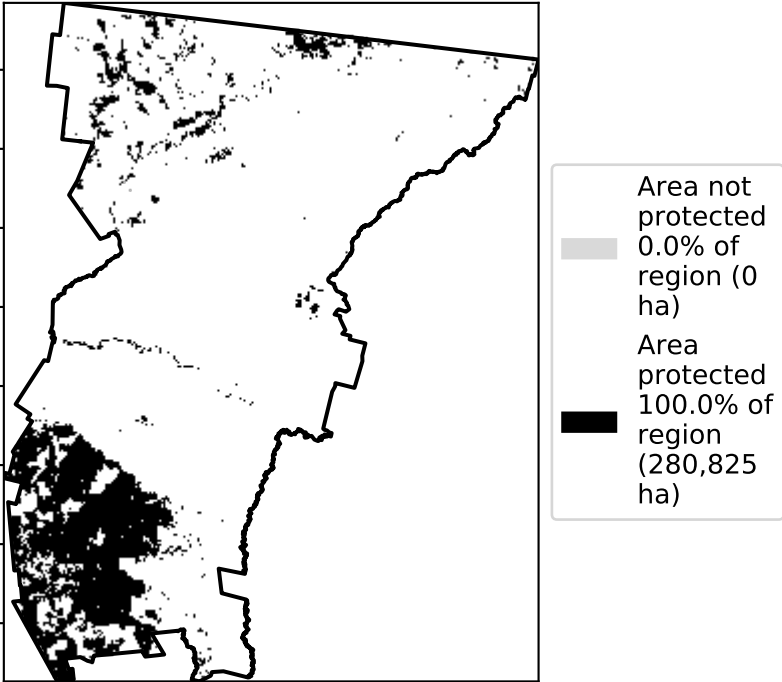 Area not
protected
0.0% of
region (0
ha)
Area
protected
100.0% of
region
(280,825
ha)